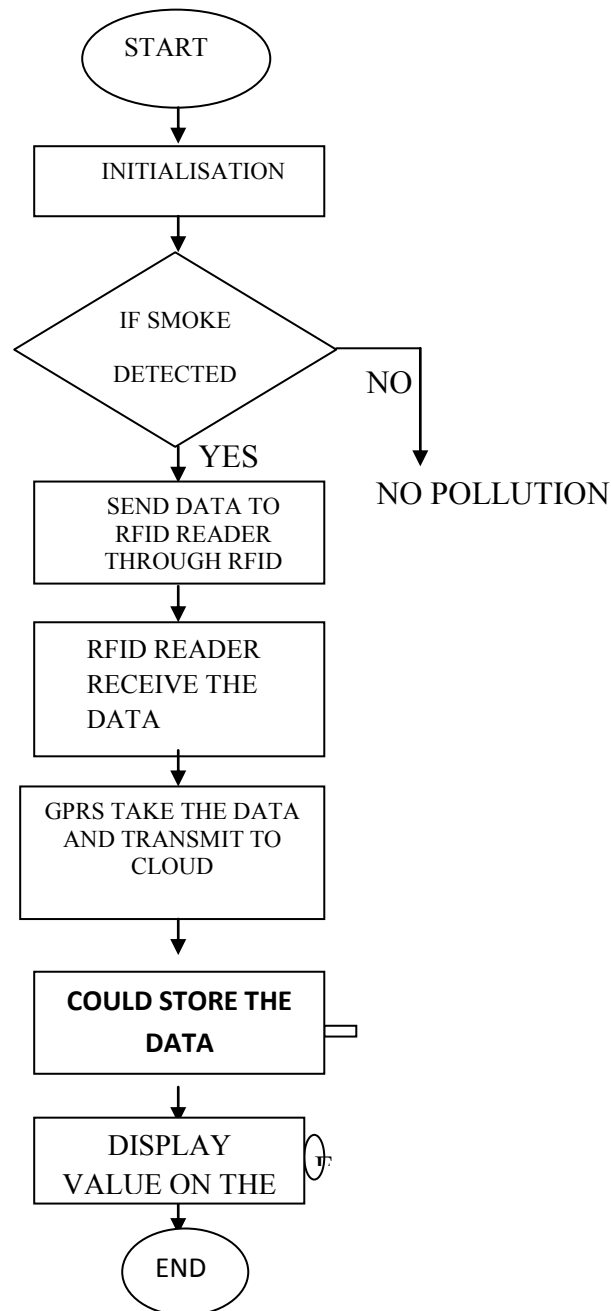 START
INITIALISATION
IF SMOKE
DETECTED
NO
YES
NO POLLUTION
SEND DATA TO
RFID READER
THROUGH RFID
RFID READER
RECEIVE THE
DATA
GPRS TAKE THE DATA
AND TRANSMIT TO
CLOUD
COULD STORE THE
DATA
DISPLAY
VALUE ON THE
END